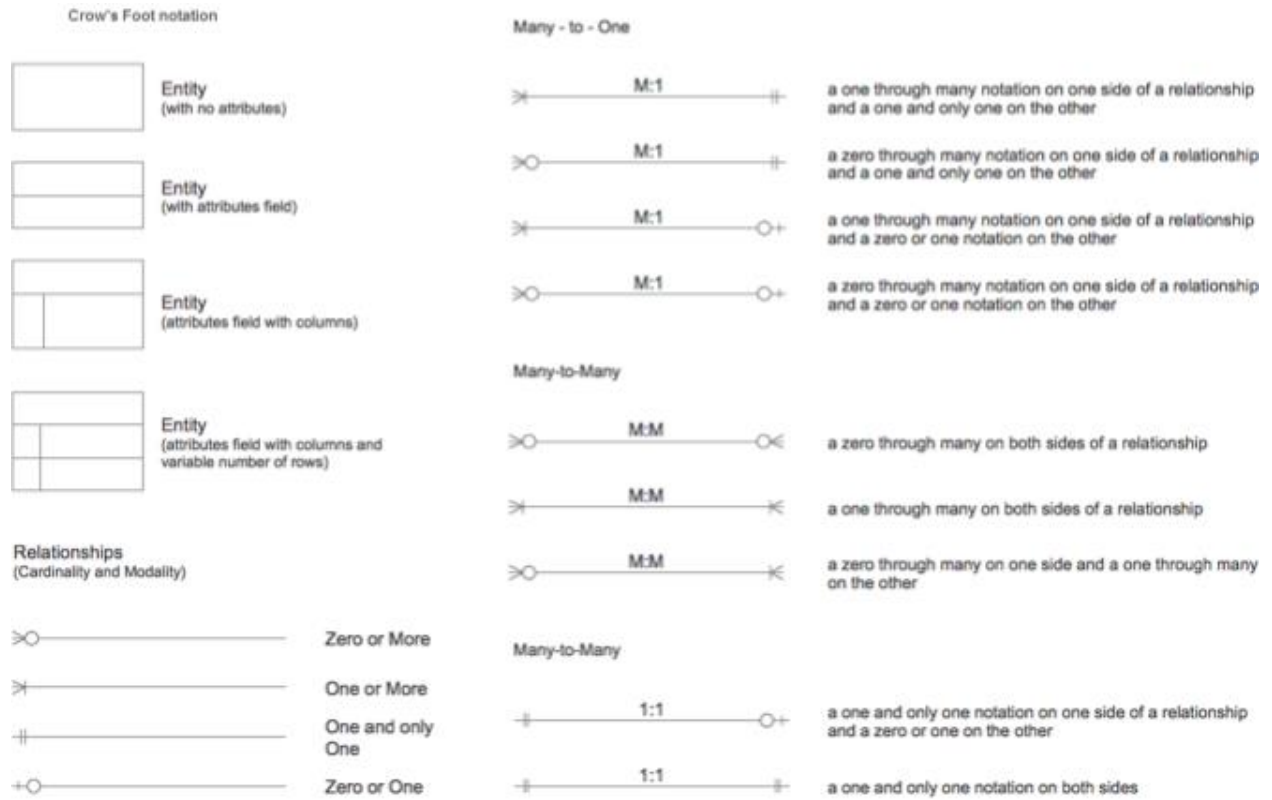 Crow's Foot notation
Entity
(with no attributes)
Entity
(with attributes field)
Entity
(attributes field with columns)
Entity
(attributes field with columns and
variable number of rows)
Relationships
(Cardinality and Modality)
Zero or More
One or More
One and only
One
Zero or One
Many - to - One
M:1
a one through many notation on one side of a relationship
and a one and only one on the other
M:1
a zero through many notation on one side of a relationship
and a one and only one on the other
M:1
a one through many notation on one side of a relationship
and a zero or one notation on the other
M:1
a zero through many notation on one side of a relationship
and a zero or one notation on the other
Many-to-Many
M:M
a zero through many on both sides of a relationship
M:M
a one through many on both sides of a relationship
M:M
a zero through many on one side and a one through many
on the other
Many-to-Many
1:1
a one and only one notation on one side of a relationship
and a zero or one on the other
1:1
a one and only one notation on both sides